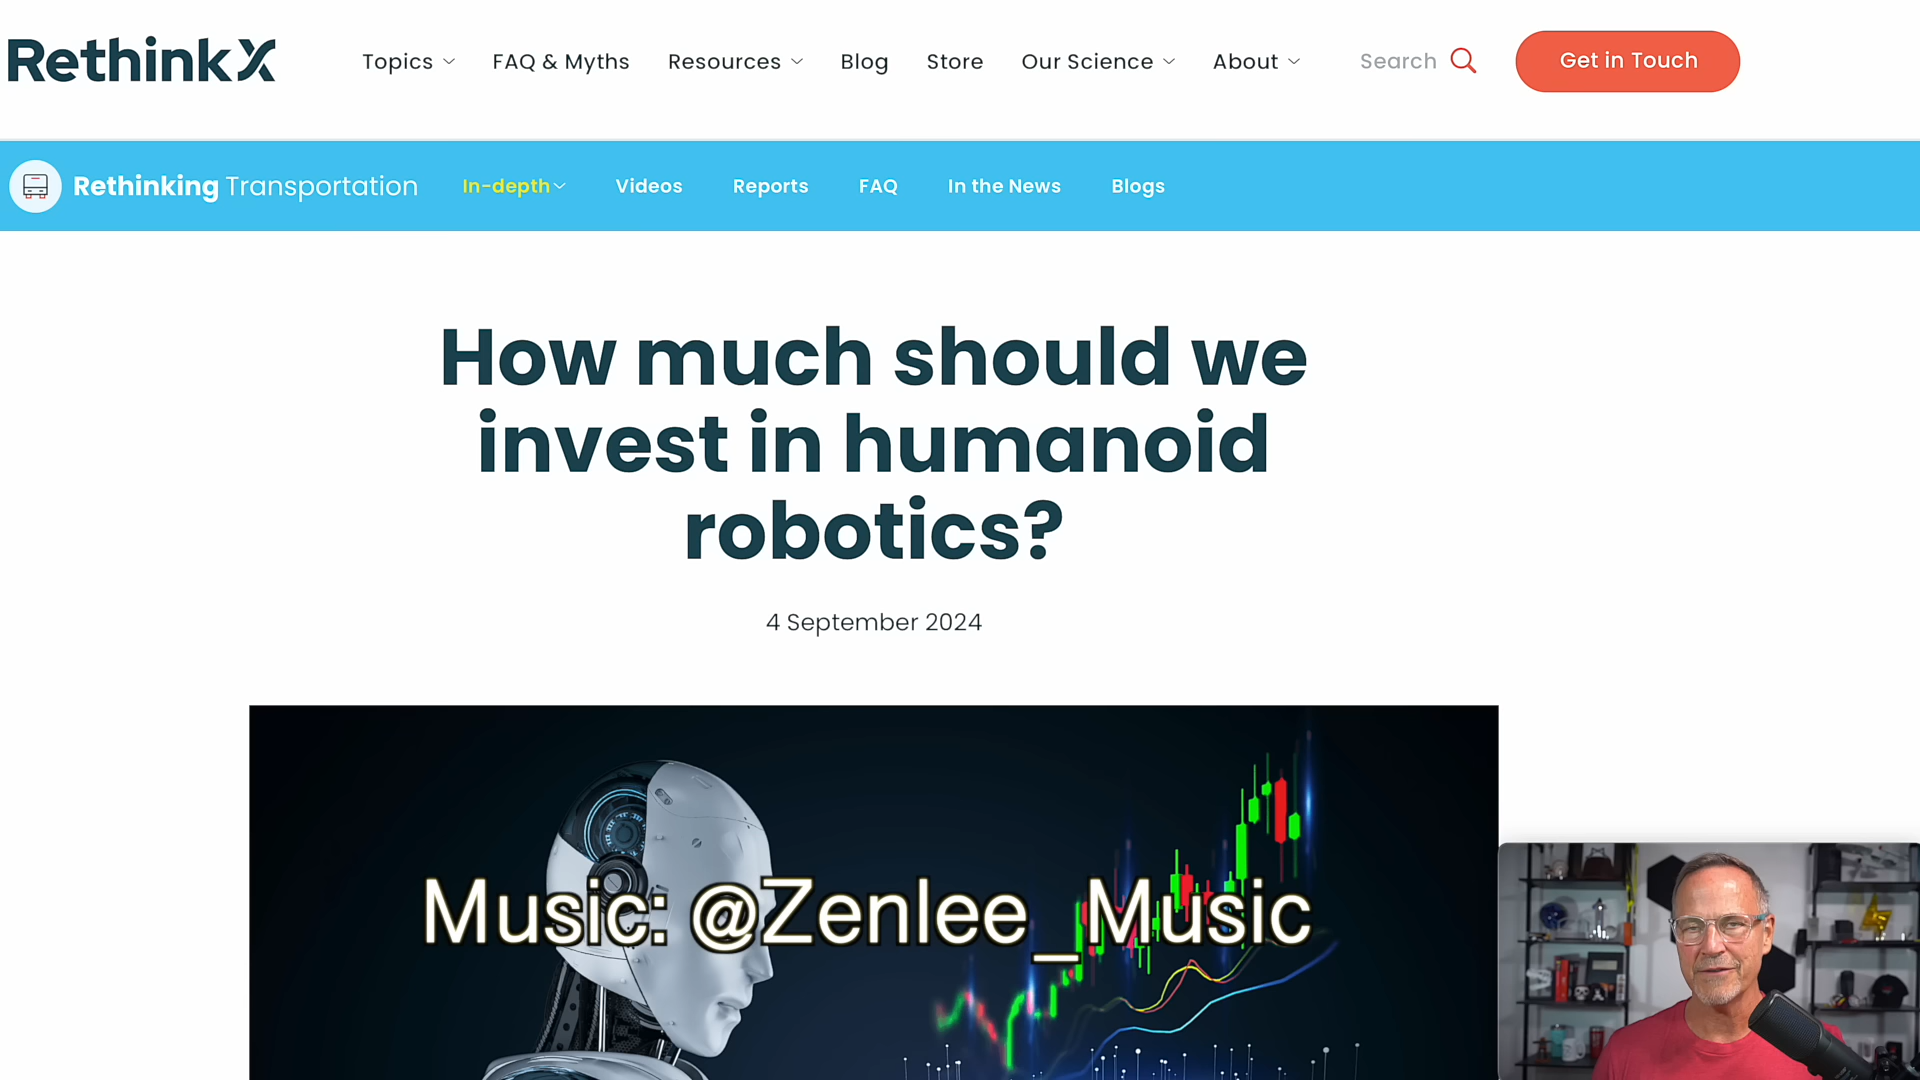 RethinkX
Topics
FAQ & Myths
Resources
Blog
Store
Our Science
About
Search
Get in Touch
Rethinking Transportation
In-depth
Videos
Reports
FAQ
In the News
Blogs
How much should we
invest in humanoid
robotics?
4 September 2024
Music: @Zenlee_Music